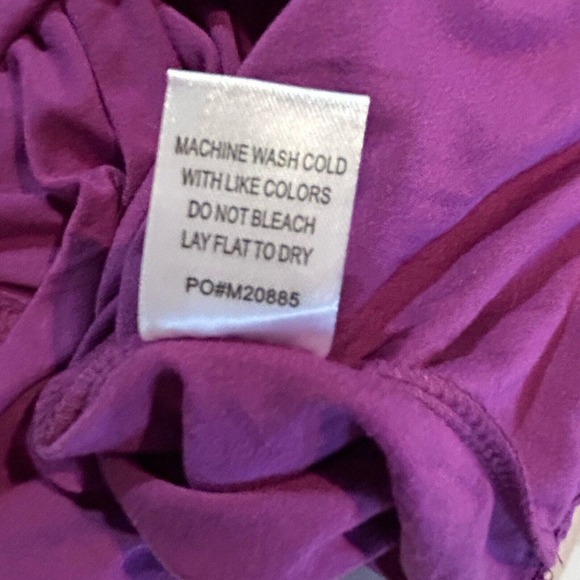 MACHINE WASH COLD
WITH LIKE COLORS
DO NOT BLEACH
LAY FLAT TO DRY
PO#M20885